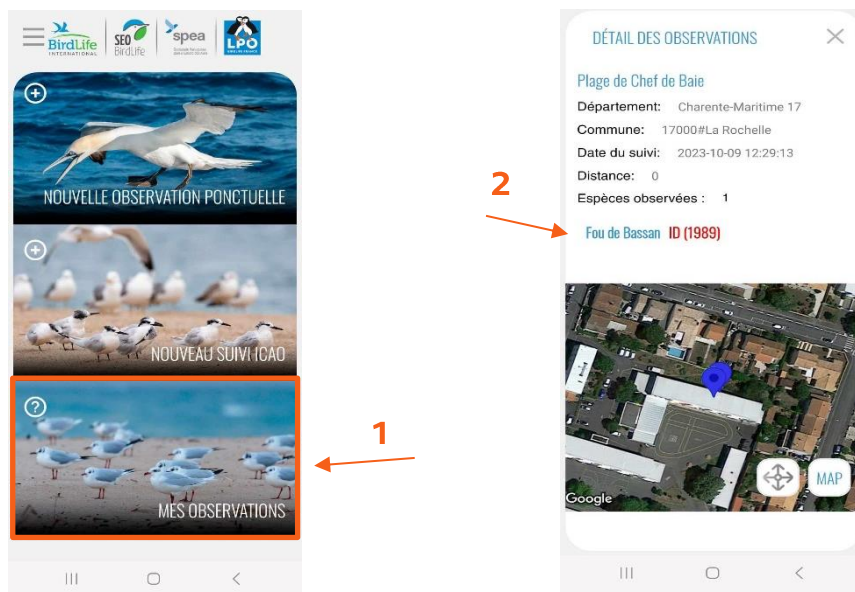 BirdLife
INTERNATIONAL
SEO
BirdLife
spea
LPO
NOUVELLE OBSERVATION PONCTUELLE
NOUVEAU SUIVI ICAO
MES OBSERVATIONS
1
2
DÉTAIL DES OBSERVATIONS
Plage de Chef de Baie
Département: Charente-Maritime 17
Commune: 17000#La Rochelle
Date du suivi: 2023-10-09 12:29:13
Distance: 0
Espèces observées : 1
Fou de Bassan ID (1989)
MAP
Google